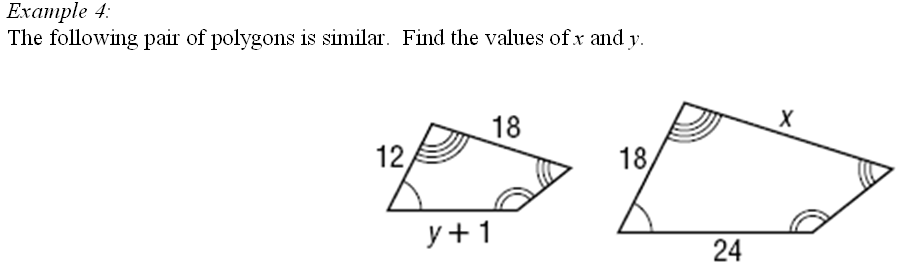 Example 4:
The following pair of polygons is similar. Find the values of x and y.
18
12
y + 1
x
18
24